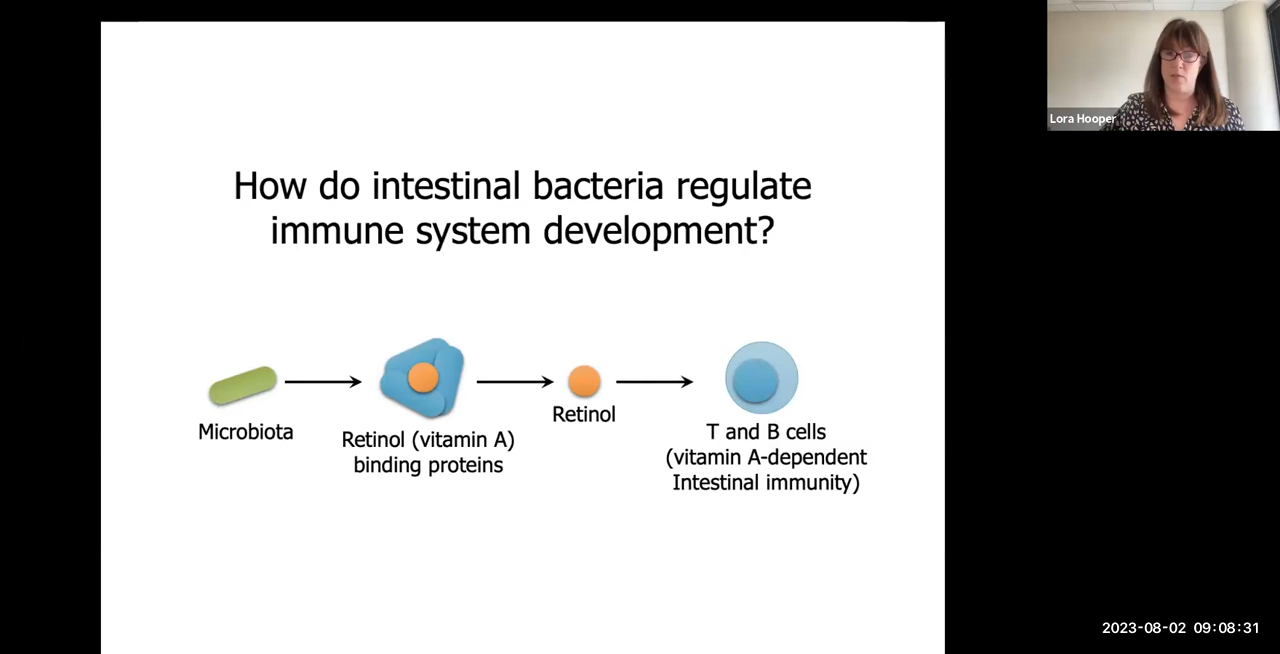 Lora Hooper
How do intestinal bacteria regulate
immune system development?
Microbiota
Retinol (vitamin A)
binding proteins
Retinol
T and B cells
(vitamin A-dependent
Intestinal immunity)
2023-08-02 09:08:31